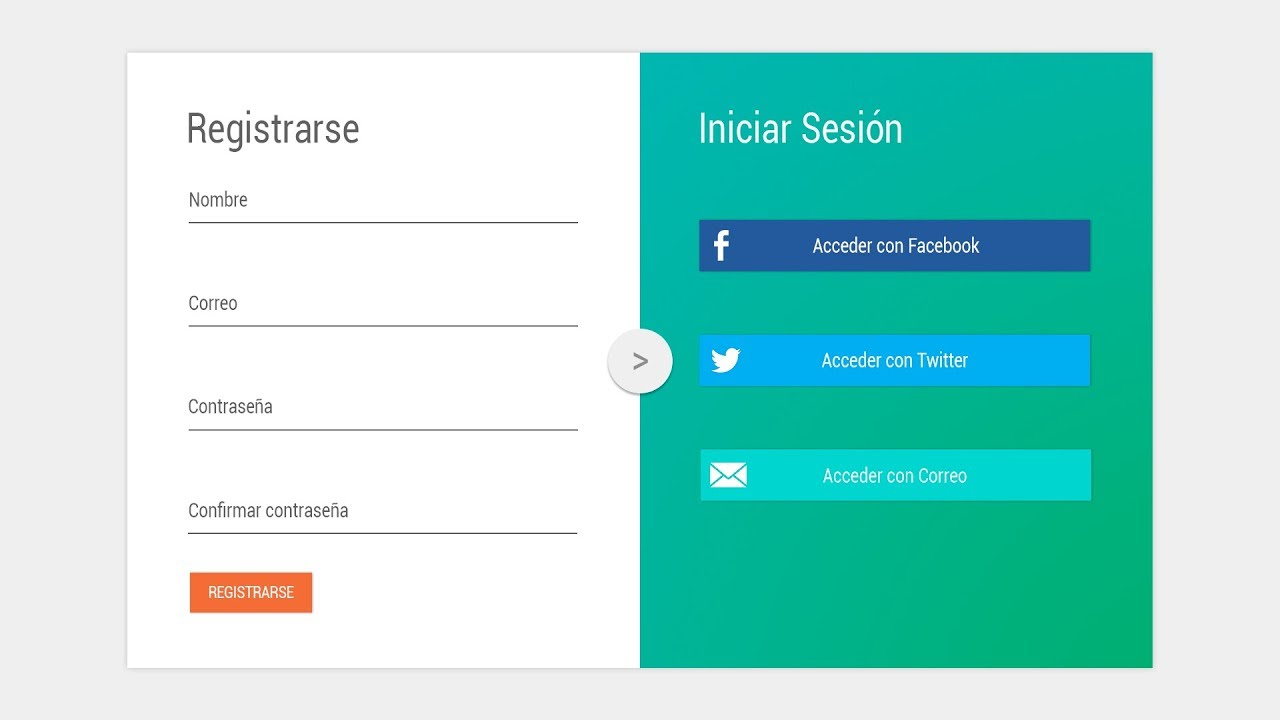 Registrarse
Nombre
Correo
Contraseña
Confirmar contraseña
REGISTRARSE
>
Iniciar Sesión
Acceder con Facebook
Acceder con Twitter
Acceder con Correo